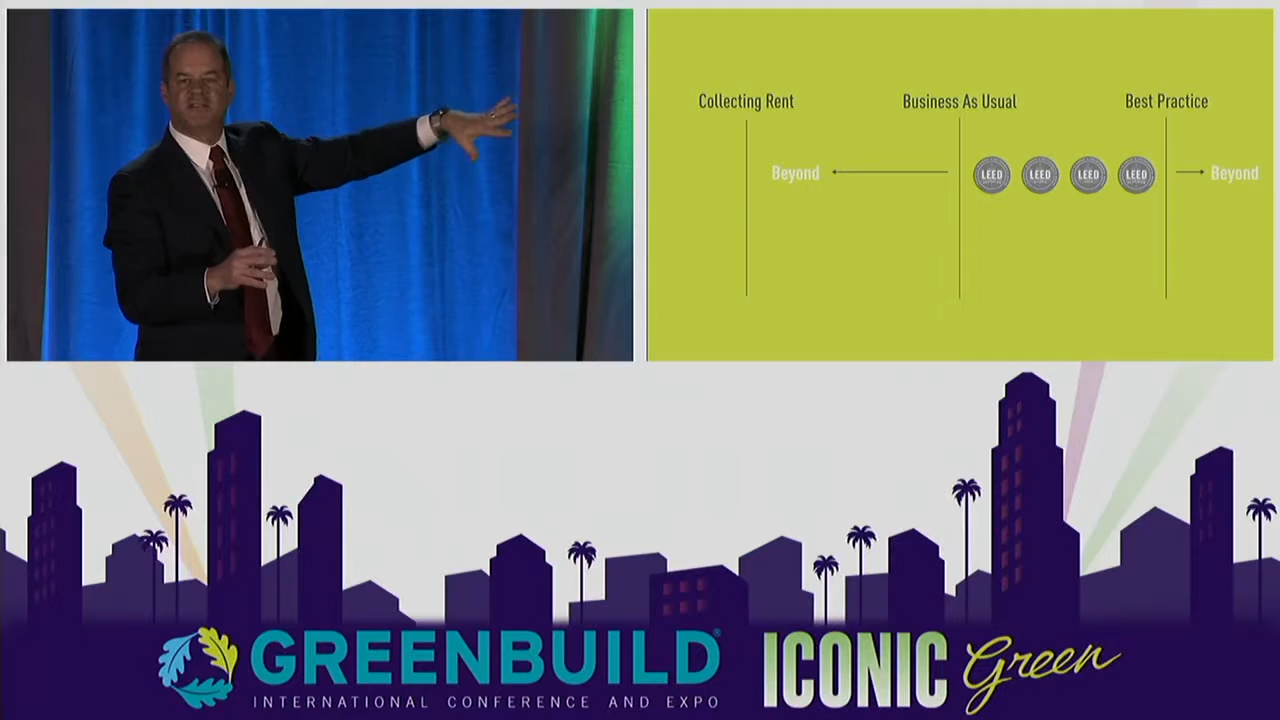 Collecting Rent
Business As Usual
Best Practice
Beyond
LEED
LEED
LEED
LEED
Beyond
GREENBUILD®
INTERNATIONAL CONFERENCE AND EXPO
ICONIC Green